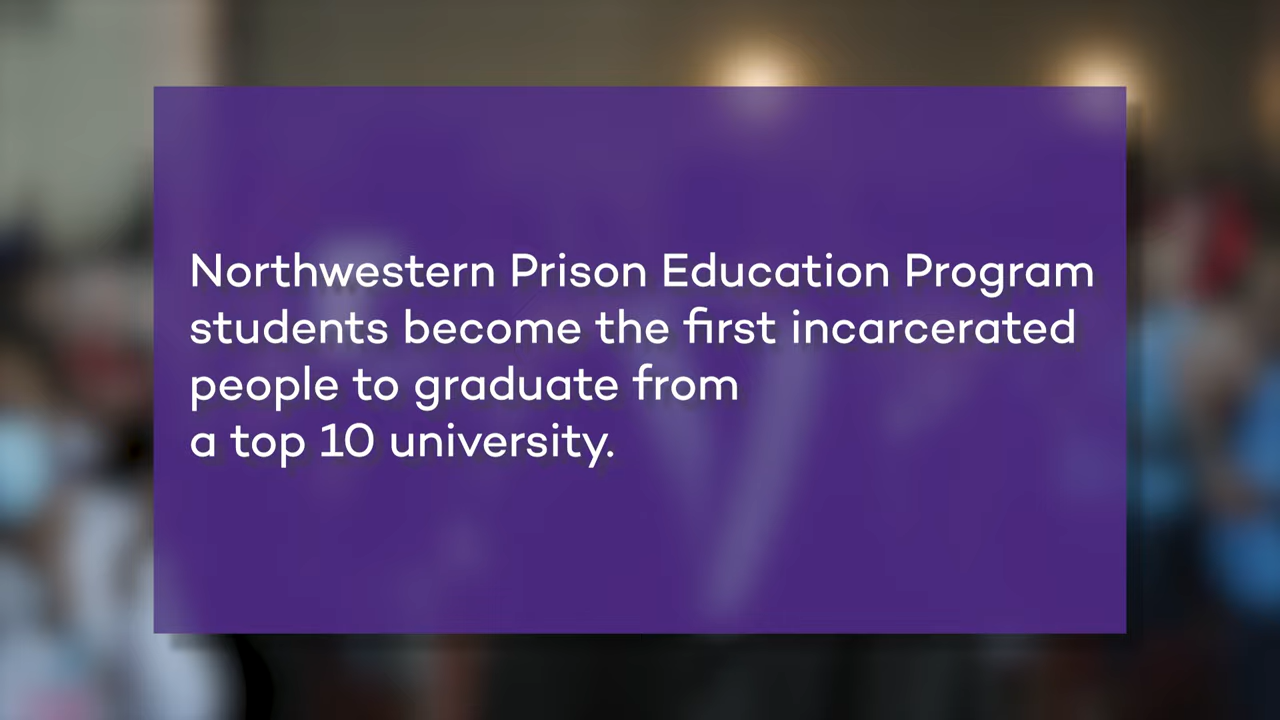 Northwestern Prison Education Program
students become the first incarcerated
people to graduate from
a top 10 university.